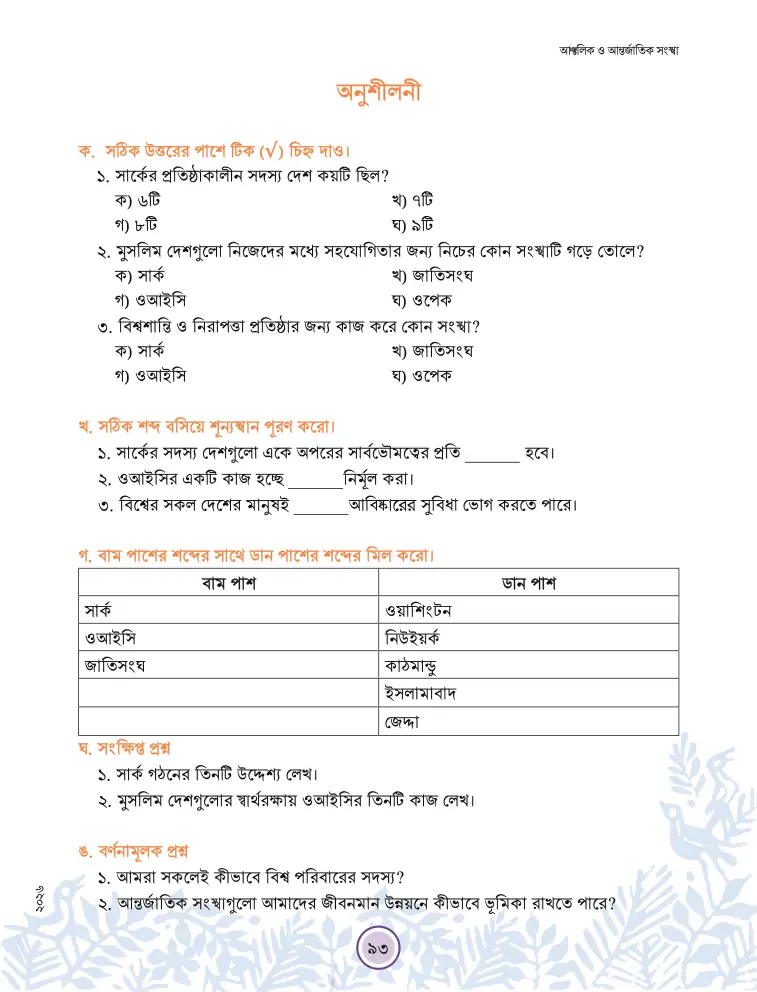 আঞ্চলিক ও আন্তর্জাতিক সংস্থা
অনুশীলনী
ক. সঠিক উত্তরের পাশে টিক (√) চিহ্ন দাও।
১. সার্কের প্রতিষ্ঠাকালীন সদস্য দেশ কয়টি ছিল?
ক) ৬টি খ) ৭টি
গ) ৮টি ঘ) ৯টি
২. মুসলিম দেশগুলো নিজেদের মধ্যে সহযোগিতার জন্য নিচের কোন সংস্থাটি গড়ে তোলে?
ক) সার্ক খ) জাতিসংঘ
গ) ওআইসি ঘ) ওপেক
৩. বিশ্বশান্তি ও নিরাপত্তা প্রতিষ্ঠার জন্য কাজ করে কোন সংস্থা?
ক) সার্ক খ) জাতিসংঘ
গ) ওআইসি ঘ) ওপেক
খ. সঠিক শব্দ বসিয়ে শূন্যস্থান পূরণ করো।
১. সার্কের সদস্য দেশগুলো একে অপরের সার্বভৌমত্বের প্রতি ______ হবে।
২. ওআইসির একটি কাজ হচ্ছে ______নির্মূল করা।
৩. বিশ্বের সকল দেশের মানুষই ______আবিষ্কারের সুবিধা ভোগ করতে পারে।
গ. বাম পাশের শব্দের সাথে ডান পাশের শব্দের মিল করো।
বাম পাশ ডান পাশ
সার্ক ওয়াশিংটন
ওআইসি নিউইয়র্ক
জাতিসংঘ কাঠমান্ডু
ইসলামাবাদ
জেদ্দা
ঘ. সংক্ষিপ্ত প্রশ্ন
১. সার্ক গঠনের তিনটি উদ্দেশ্য লেখ।
২. মুসলিম দেশগুলোর স্বার্থরক্ষায় ওআইসির তিনটি কাজ লেখ।
ঙ. বর্ণনামূলক প্রশ্ন
১. আমরা সকলেই কীভাবে বিশ্ব পরিবারের সদস্য?
২. আন্তর্জাতিক সংস্থাগুলো আমাদের জীবনমান উন্নয়নে কীভাবে ভূমিকা রাখতে পারে?
২০২৬
৯৩